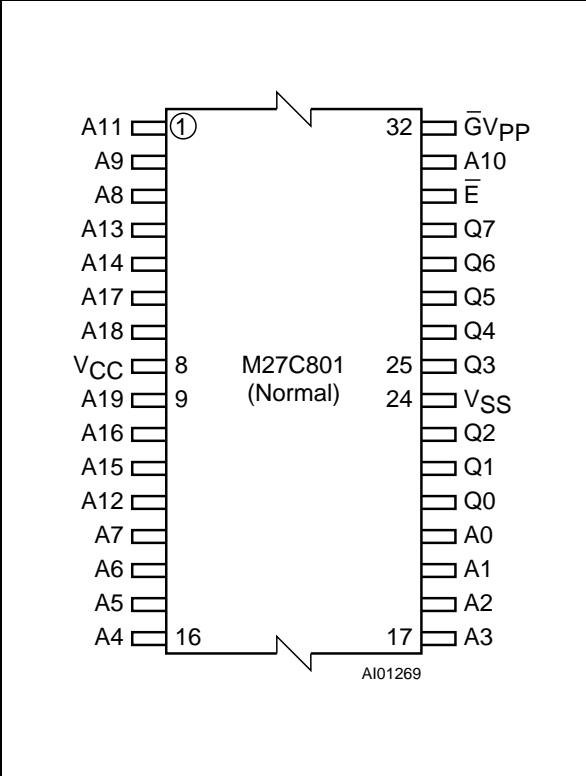 A11 1 32 G̅VPP
A9 A10
A8 E̅
A13 Q7
A14 Q6
A17 Q5
A18 Q4
VCC 8 M27C801 25 Q3
A19 9 (Normal) 24 VSS
A16 Q2
A15 Q1
A12 Q0
A7 A0
A6 A1
A5 A2
A4 16 17 A3
AI01269